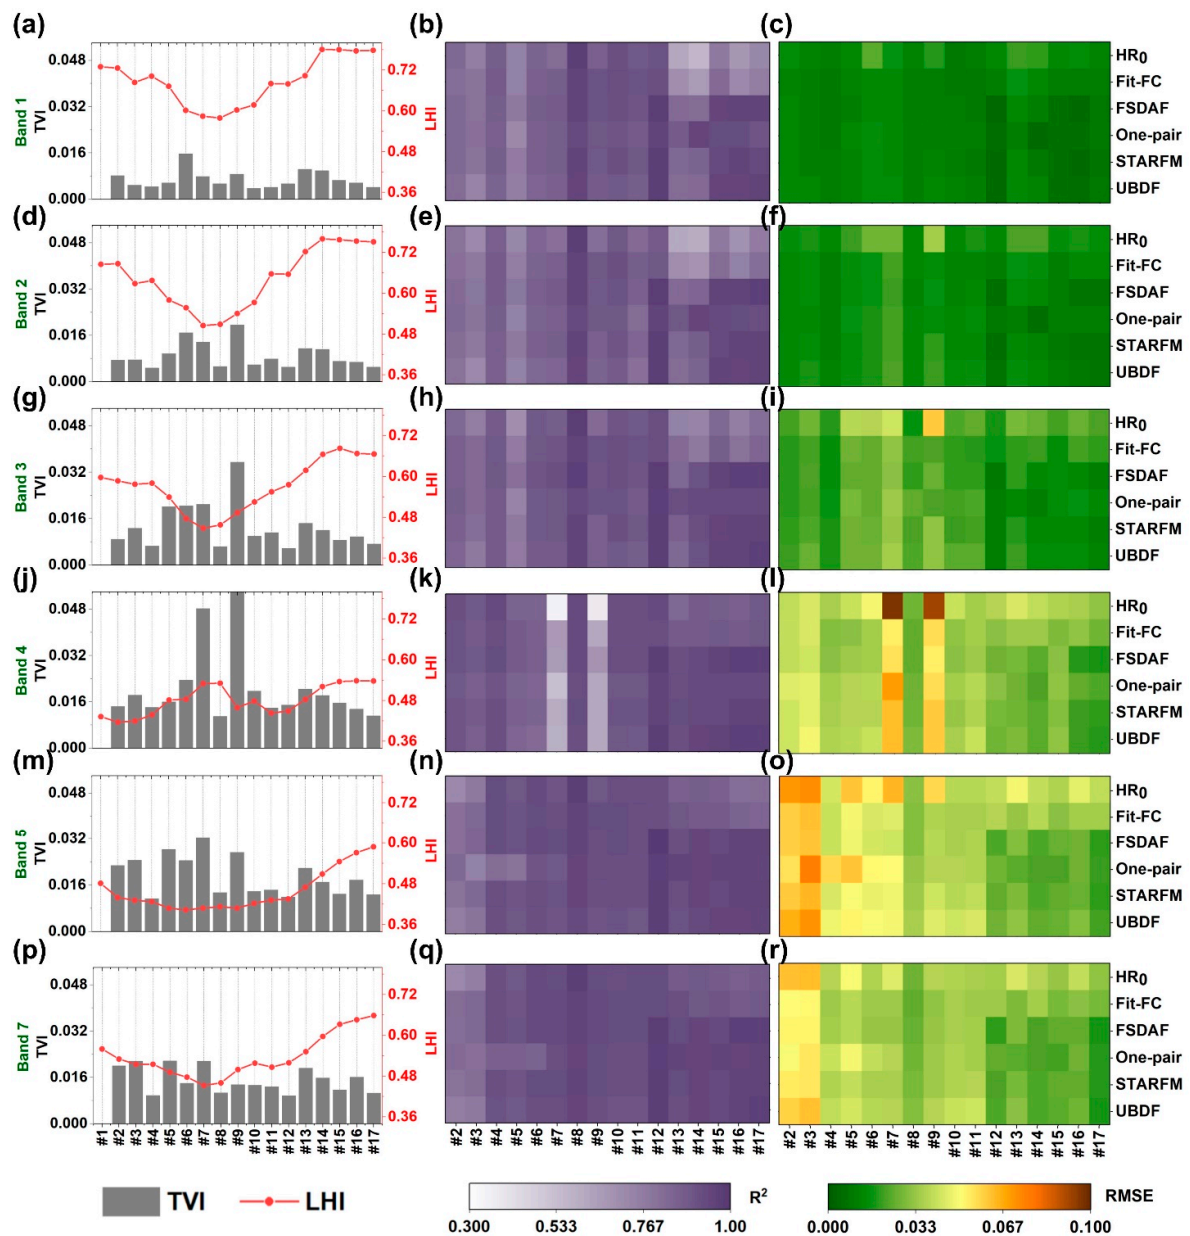 (a) (b) (c)
0.048 0.032 0.016 0.000
Band 1
TVI
0.72 0.60 0.48 0.36
LHI
HR0
Fit-FC
FSDAF
One-pair
STARFM
UBDF
(d) (e) (f)
0.048 0.032 0.016 0.000
Band 2
TVI
0.72 0.60 0.48 0.36
LHI
HR0
Fit-FC
FSDAF
One-pair
STARFM
UBDF
(g) (h) (i)
0.048 0.032 0.016 0.000
Band 3
TVI
0.72 0.60 0.48 0.36
LHI
HR0
Fit-FC
FSDAF
One-pair
STARFM
UBDF
(j) (k) (l)
0.048 0.032 0.016 0.000
Band 4
TVI
0.72 0.60 0.48 0.36
LHI
HR0
Fit-FC
FSDAF
One-pair
STARFM
UBDF
(m) (n) (o)
0.048 0.032 0.016 0.000
Band 5
TVI
0.72 0.60 0.48 0.36
LHI
HR0
Fit-FC
FSDAF
One-pair
STARFM
UBDF
(p) (q) (r)
0.048 0.032 0.016 0.000
Band 7
TVI
0.72 0.60 0.48 0.36
LHI
HR0
Fit-FC
FSDAF
One-pair
STARFM
UBDF
#1 #2 #3 #4 #5 #6 #7 #8 #9 #10 #11 #12 #13 #14 #15 #16 #17
#2 #3 #4 #5 #6 #7 #8 #9 #10 #11 #12 #13 #14 #15 #16 #17
#2 #3 #4 #5 #6 #7 #8 #9 #10 #11 #12 #13 #14 #15 #16 #17
TVI LHI
R2
0.300 0.533 0.767 1.00
RMSE
0.000 0.033 0.067 0.100